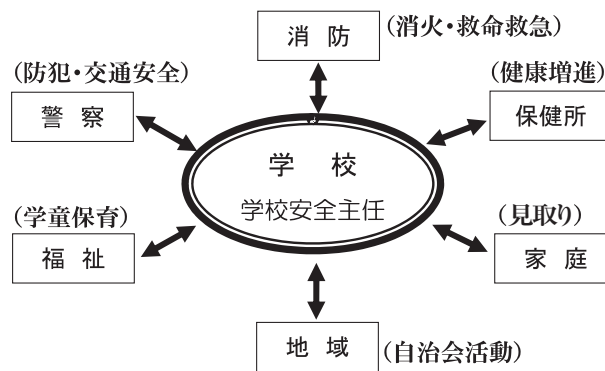 消 防
(消火・救命救急)
(防犯・交通安全)
警 察
(健康増進)
保健所
学 校
学校安全主任
(学童保育)
福 祉
(見取り)
家 庭
地 域
(自治会活動)